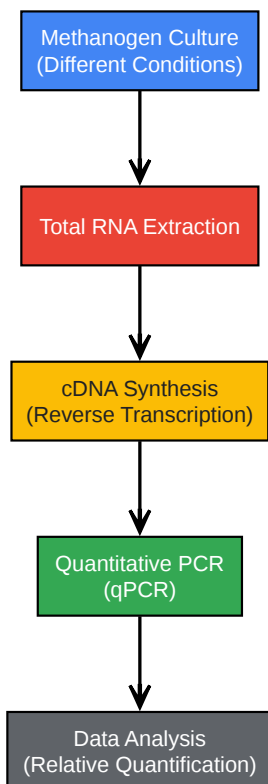 Methanogen Culture
(Different Conditions)
Total RNA Extraction
cDNA Synthesis
(Reverse Transcription)
Quantitative PCR
(qPCR)
Data Analysis
(Relative Quantification)